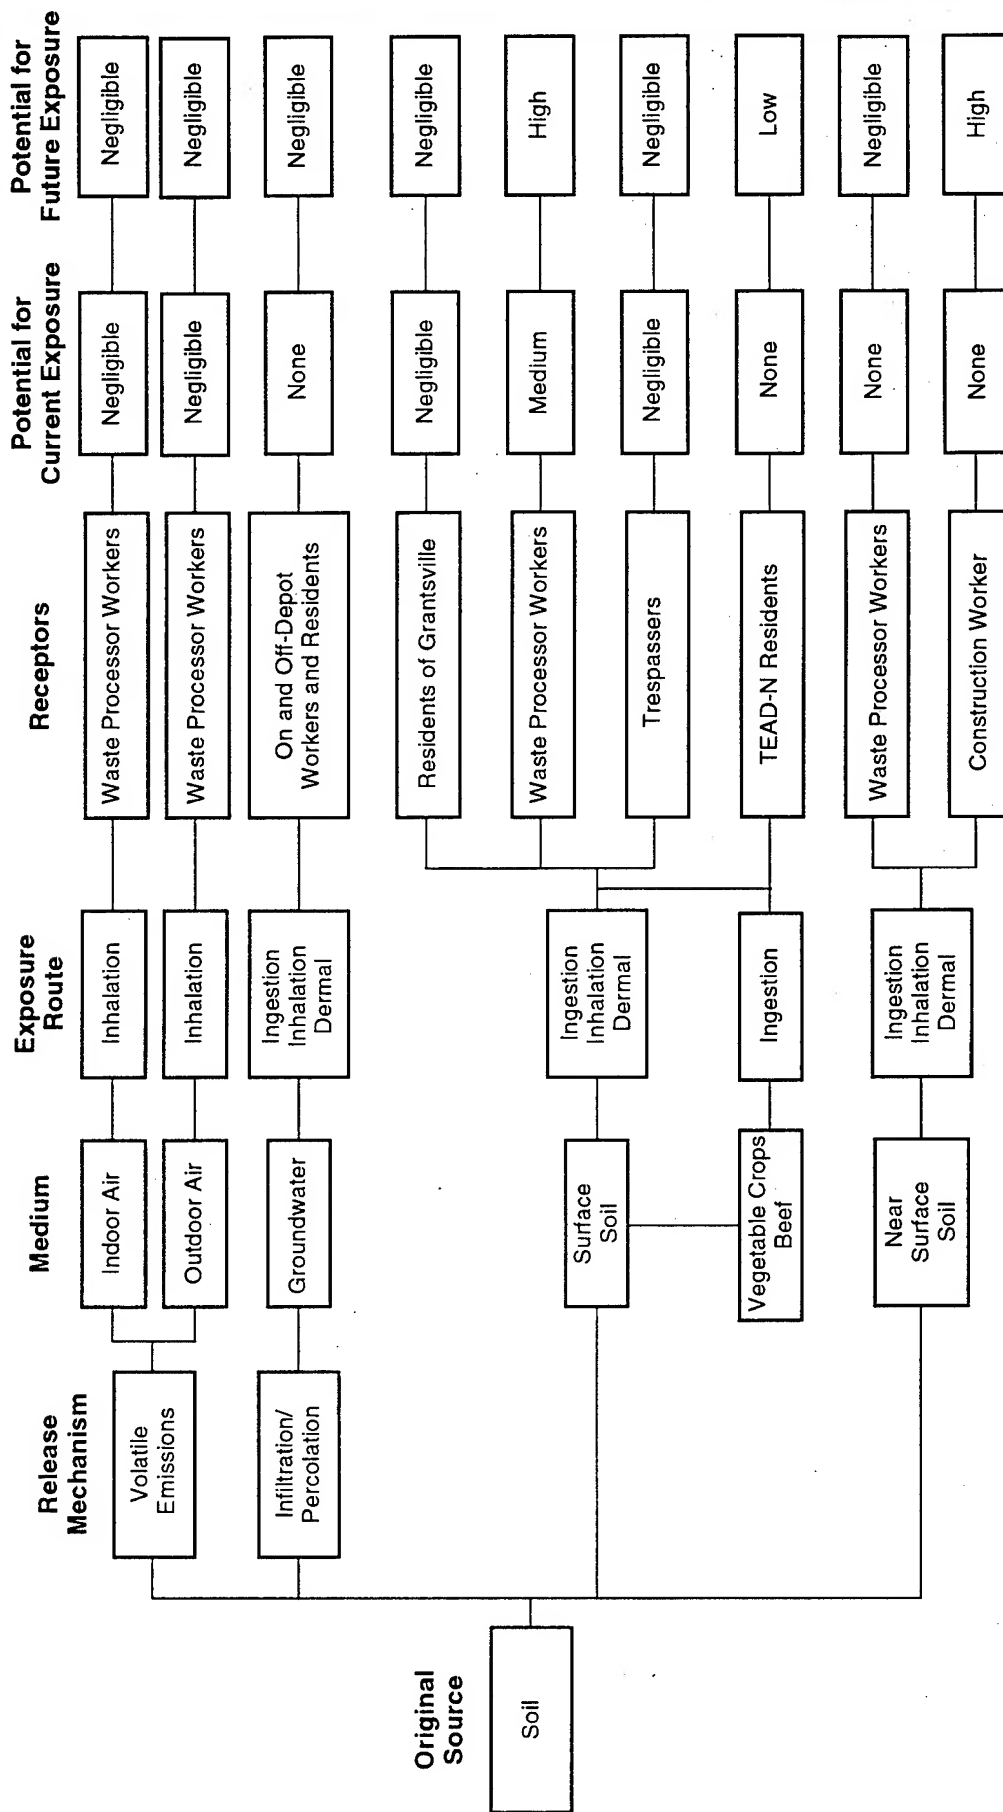 Original
Source
Release
Mechanism
Medium
Exposure
Route
Receptors
Potential for
Current Exposure
Potential for
Future Exposure
Soil
Volatile
Emissions
Indoor Air
Inhalation
Waste Processor Workers
Negligible
Negligible
Outdoor Air
Inhalation
Waste Processor Workers
Negligible
Negligible
Infiltration/
Percolation
Groundwater
Ingestion
Inhalation
Dermal
On and Off-Depot
Workers and Residents
None
Negligible
Surface
Soil
Ingestion
Inhalation
Dermal
Residents of Grantsville
Negligible
Negligible
Waste Processor Workers
Medium
High
Trespassers
Negligible
Negligible
Vegetable Crops
Beef
Ingestion
TEAD-N Residents
None
Low
Near
Surface
Soil
Ingestion
Inhalation
Dermal
Waste Processor Workers
None
Negligible
Construction Worker
None
High